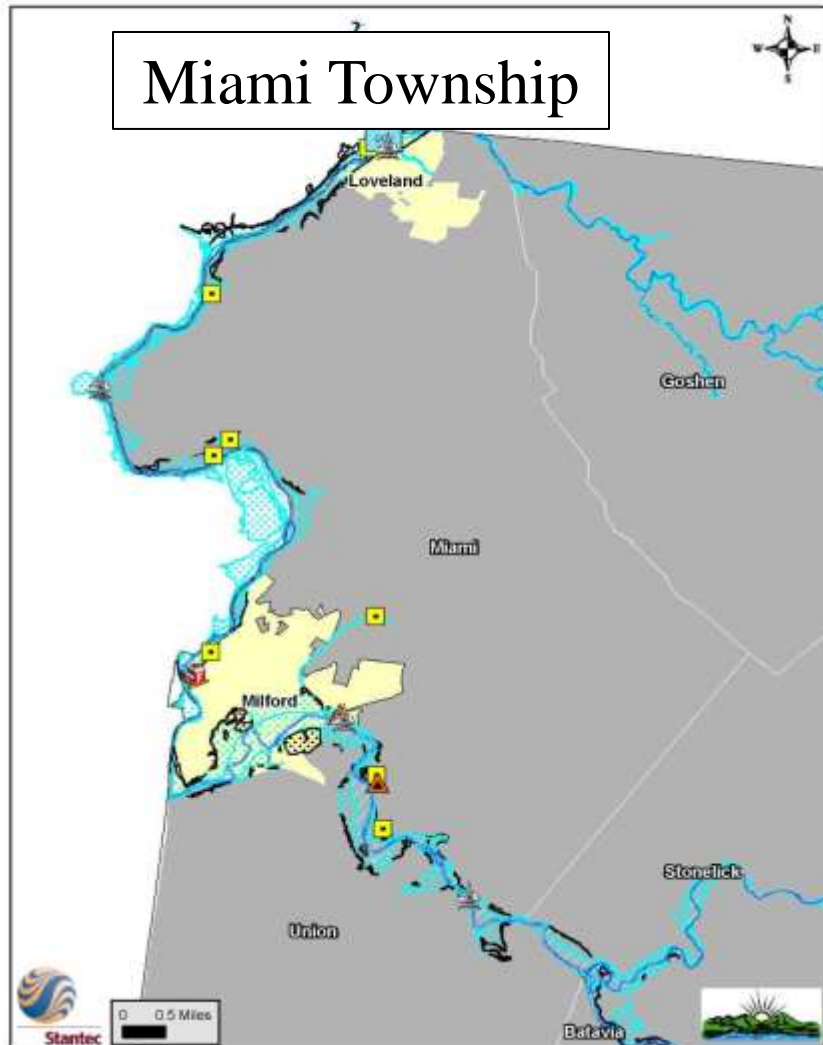 Miami Township
N
W E
S
Loveland
Goshen
Miami
Milford
Stonelick
Union
0 0.5 Miles
Stantec
Batavia